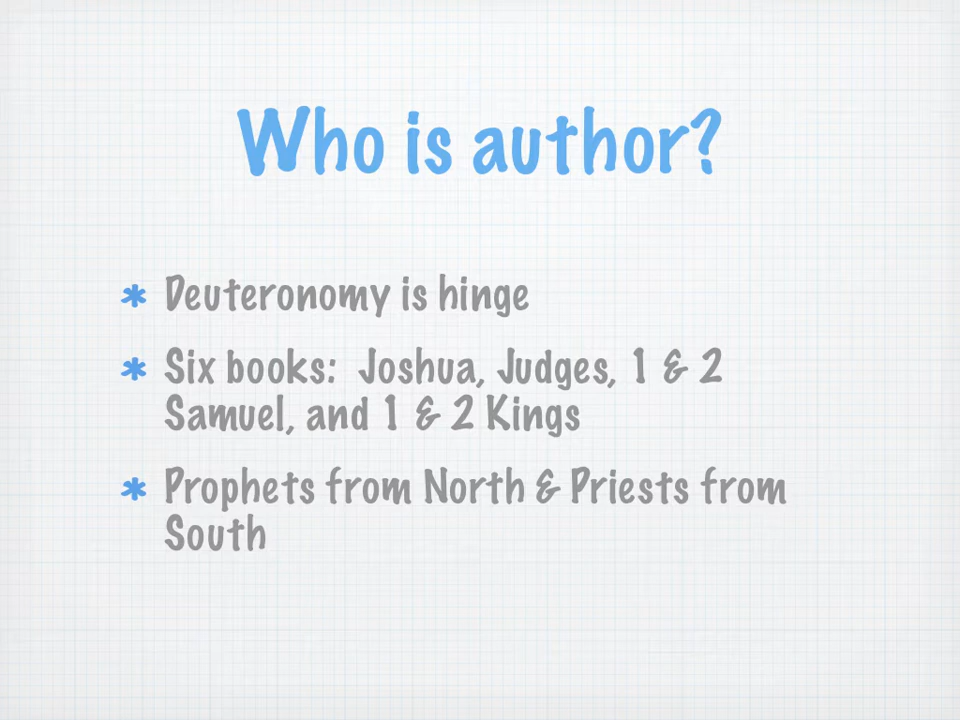 Who is author?
* Deuteronomy is hinge
* Six books: Joshua, Judges, 1 & 2
Samuel, and 1 & 2 Kings
* Prophets from North & Priests from
South